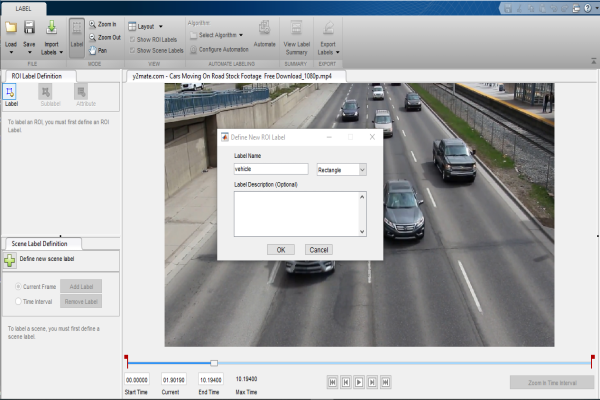 LABEL
Load
Save
Import
Labels
Label
Zoom In
Zoom Out
Pan
Layout
Show ROI Labels
Show Scene Labels
Algorithm:
Select Algorithm
Configure Automation
Automate
View Label
Summary
Export
Labels
FILE
MODE
VIEW
AUTOMATE LABELING
SUMMARY
EXPORT
ROI Label Definition
y2mate.com - Cars Moving On Road Stock Footage Free Download_1080p.mp4
Label
Sublabel
Attribute
To label an ROI, you must first define an ROI
Label.
Define New ROI Label
Label Name
vehicle
Rectangle
Label Description (Optional)
OK
Cancel
Scene Label Definition
Define new scene label
Current Frame
Add Label
Time Interval
Remove Label
To label a scene, you must first define a
scene label.
00.00000
01.90190
10.19400
10.19400
Start Time
Current
End Time
Max Time
Zoom In Time Interval